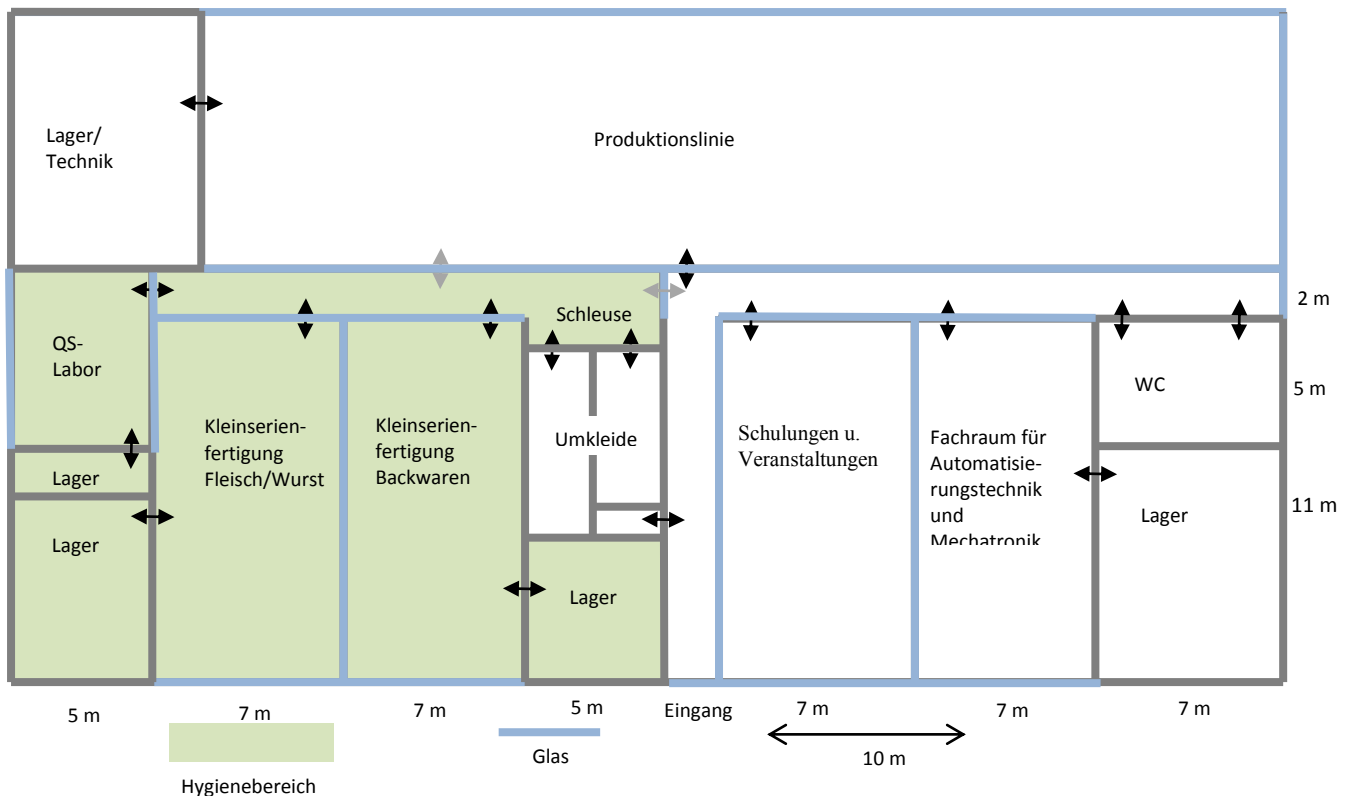 Lager/
Technik
Produktionslinie
2 m
Schleuse
QS-
Labor
5 m
WC
Kleinserien-
fertigung
Fleisch/Wurst
Kleinserien-
fertigung
Backwaren
Umkleide
Schulungen u.
Veranstaltungen
Fachraum für
Automatisie-
rungstechnik
und
Mechatronik
Lager
Lager
11 m
Lager
Lager
5 m
7 m
7 m
5 m
Eingang
7 m
7 m
7 m
Glas
10 m
Hygienebereich